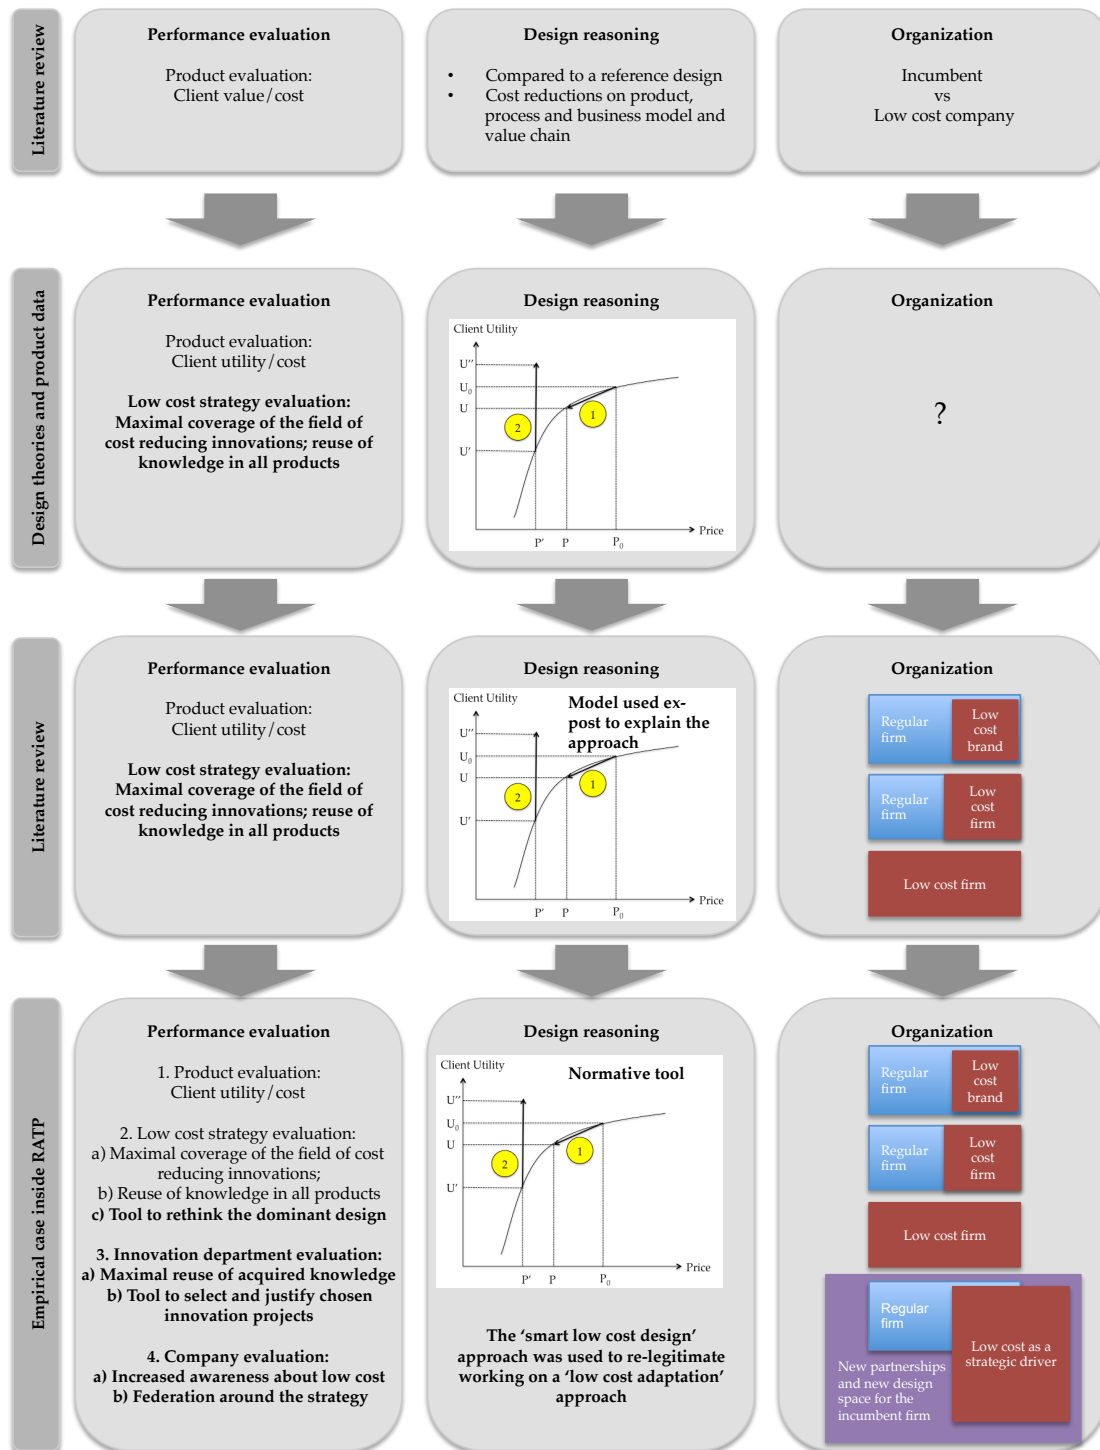 Literature review
Performance evaluation
Product evaluation:
Client value/cost
Design reasoning
• Compared to a reference design
• Cost reductions on product,
process and business model and
value chain
Organization
Incumbent
vs
Low cost company
Design theories and product data
Performance evaluation
Product evaluation:
Client utility/cost
Low cost strategy evaluation:
Maximal coverage of the field of
cost reducing innovations; reuse of
knowledge in all products
Design reasoning
Client Utility
U''
U0
U
U'
2
1
P'
P
P0
Price
Organization
?
Literature review
Performance evaluation
Product evaluation:
Client utility/cost
Low cost strategy evaluation:
Maximal coverage of the field of
cost reducing innovations; reuse of
knowledge in all products
Design reasoning
Client Utility
Model used ex-
post to explain the
approach
U''
U0
U
U'
2
1
P'
P
P0
Price
Organization
Regular
firm
Low
cost
brand
Regular
firm
Low
cost
firm
Low cost firm
Empirical case inside RATP
Performance evaluation
1. Product evaluation:
Client utility/cost
2. Low cost strategy evaluation:
a) Maximal coverage of the field of cost
reducing innovations;
b) Reuse of knowledge in all products
c) Tool to rethink the dominant design
3. Innovation department evaluation:
a) Maximal reuse of acquired knowledge
b) Tool to select and justify chosen
innovation projects
4. Company evaluation:
a) Increased awareness about low cost
b) Federation around the strategy
Design reasoning
Client Utility
Normative tool
U''
U0
U
U'
2
1
P'
P
P0
Price
The ‘smart low cost design’
approach was used to re-legitimate
working on a ‘low cost adaptation’
approach
Organization
Regular
firm
Low
cost
brand
Regular
firm
Low
cost
firm
Low cost firm
Regular
firm
Low cost as a
strategic driver
New partnerships
and new design
space for the
incumbent firm